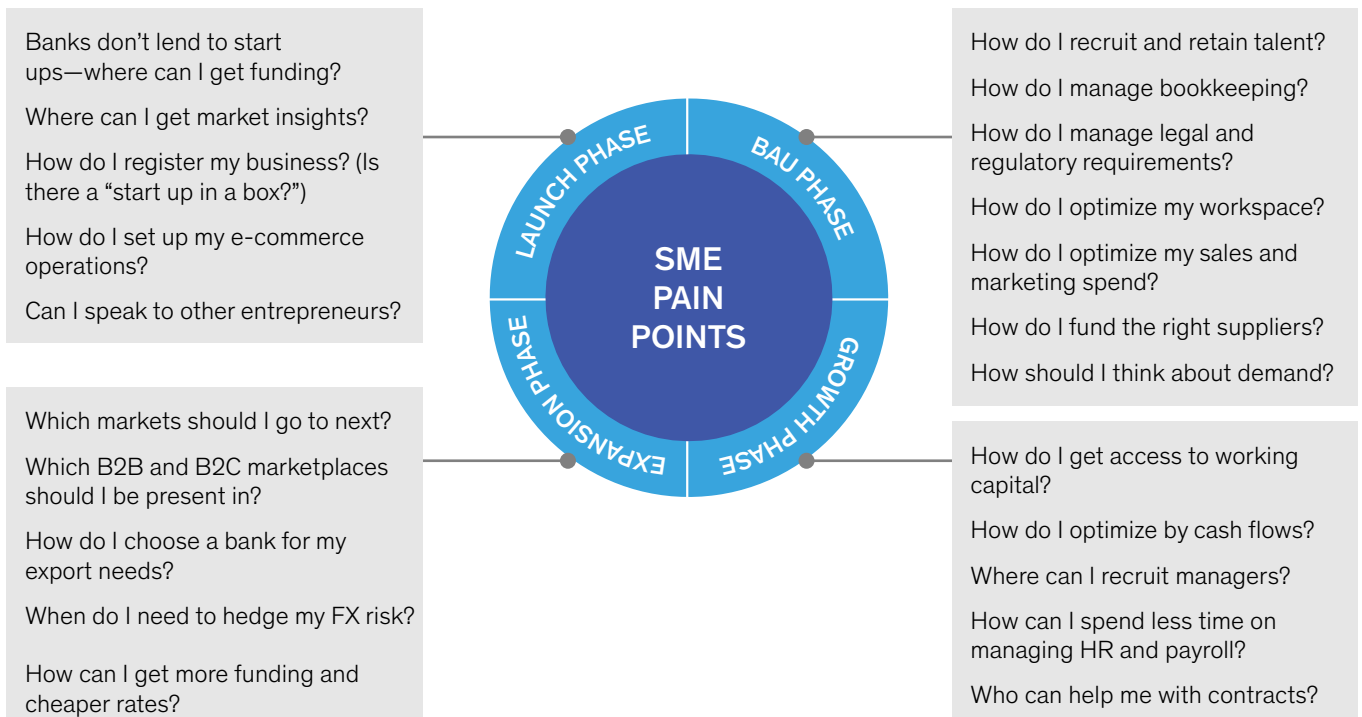 Banks don't lend to start
ups—where can I get funding?
Where can I get market insights?
How do I register my business? (Is
there a “start up in a box?”)
How do I set up my e-commerce
operations?
Can I speak to other entrepreneurs?
LAUNCH PHASE
BAU PHASE
How do I recruit and retain talent?
How do I manage bookkeeping?
How do I manage legal and
regulatory requirements?
How do I optimize my workspace?
How do I optimize my sales and
marketing spend?
How do I fund the right suppliers?
How should I think about demand?
SME
PAIN
POINTS
EXPANSION PHASE
GROWTH PHASE
Which markets should I go to next?
Which B2B and B2C marketplaces
should I be present in?
How do I choose a bank for my
export needs?
When do I need to hedge my FX risk?
How can I get more funding and
cheaper rates?
How do I get access to working
capital?
How do I optimize by cash flows?
Where can I recruit managers?
How can I spend less time on
managing HR and payroll?
Who can help me with contracts?